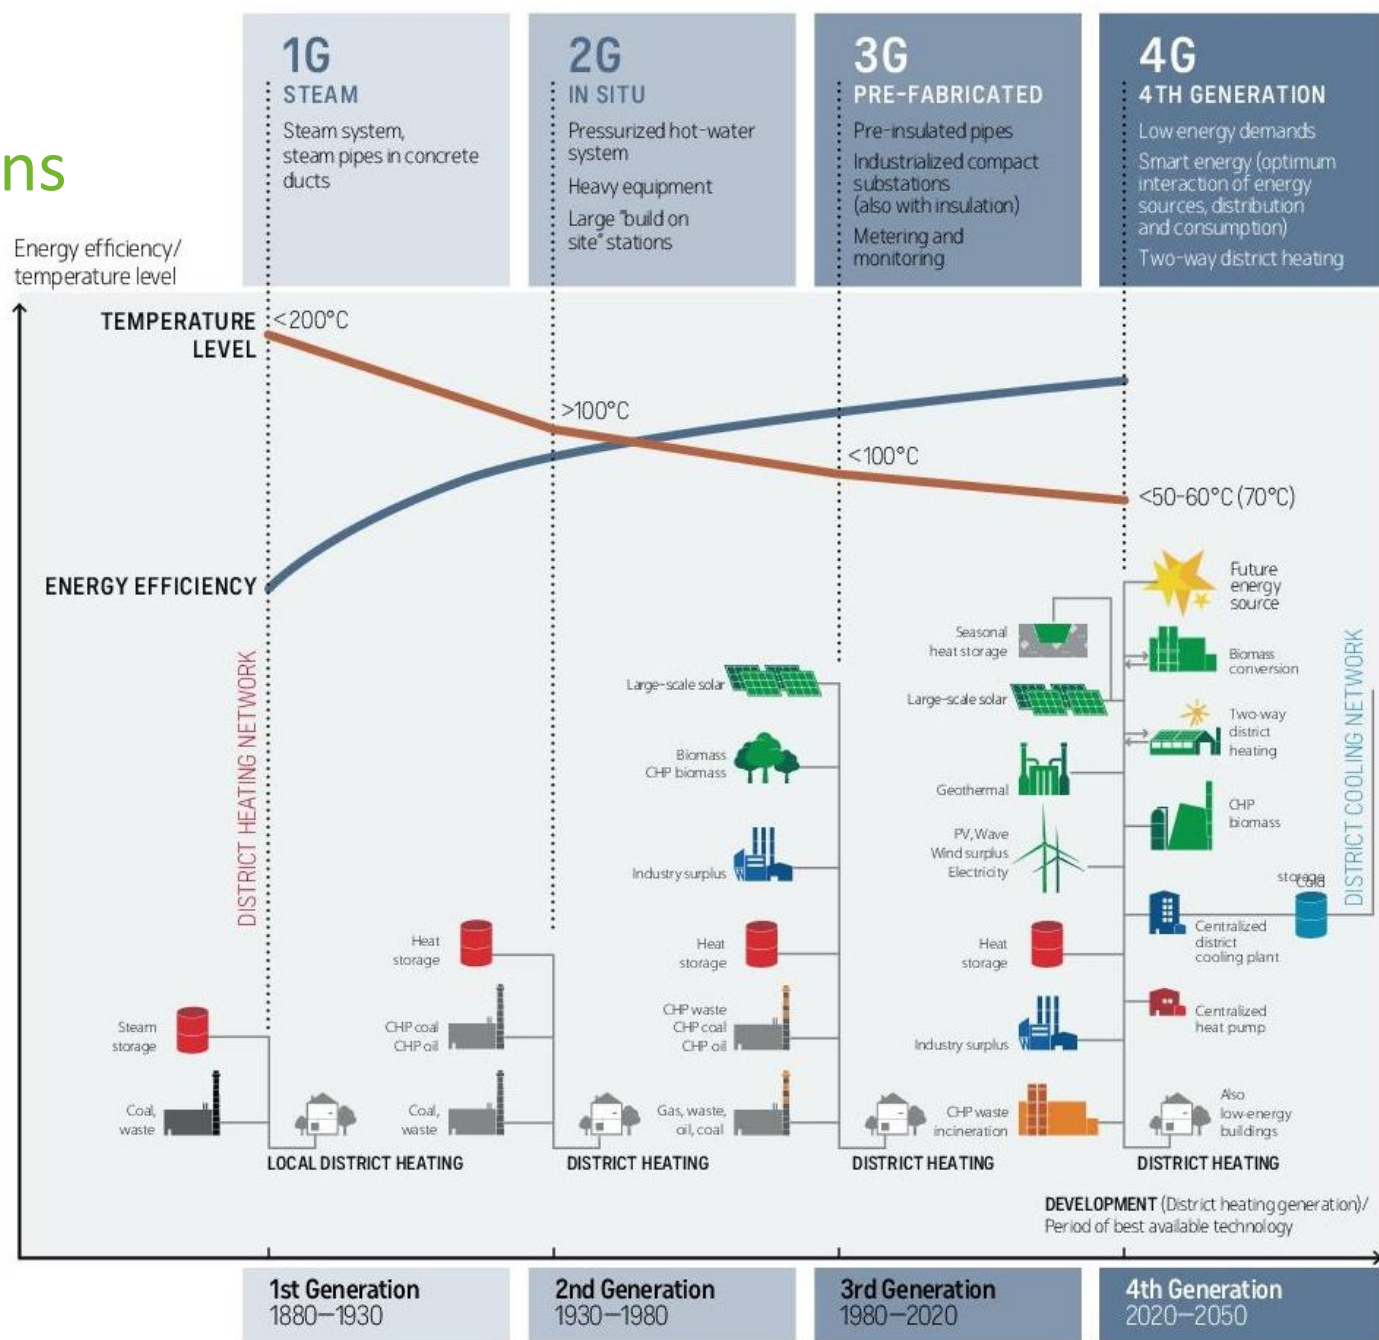 ns
1G
STEAM
Steam system,
steam pipes in concrete
ducts
2G
IN SITU
Pressurized hot-water
system
Heavy equipment
Large "build on
site" stations
3G
PRE-FABRICATED
Pre-insulated pipes
Industrialized compact
substations
(also with insulation)
Metering and
monitoring
4G
4TH GENERATION
Low energy demands
Smart energy (optimum
interaction of energy
sources, distribution
and consumption)
Two-way district heating
Energy efficiency/
temperature level
TEMPERATURE
LEVEL
<200°C
>100°C
<100°C
<50-60°C (70°C)
ENERGY EFFICIENCY
DISTRICT HEATING NETWORK
Steam
storage
Coal,
waste
LOCAL DISTRICT HEATING
Heat
storage
CHP coal
CHP oil
Coal,
waste
DISTRICT HEATING
Large-scale solar
Biomass
CHP biomass
Industry surplus
Heat
storage
CHP waste
CHP coal
CHP oil
Gas, waste,
oil, coal
DISTRICT HEATING
Seasonal
heat storage
Large-scale solar
Geothermal
PV, Wave
Wind surplus
Electricity
Heat
storage
Industry surplus
CHP waste
incineration
Future
energy
source
Biomass
conversion
Two-way
district
heating
CHP
biomass
storage
Cold
Centralized
district
cooling plant
Centralized
heat pump
Also
low-energy
buildings
DISTRICT HEATING
DISTRICT COOLING NETWORK
DEVELOPMENT (District heating generation)/
Period of best available technology
1st Generation
1880—1930
2nd Generation
1930—1980
3rd Generation
1980—2020
4th Generation
2020—2050